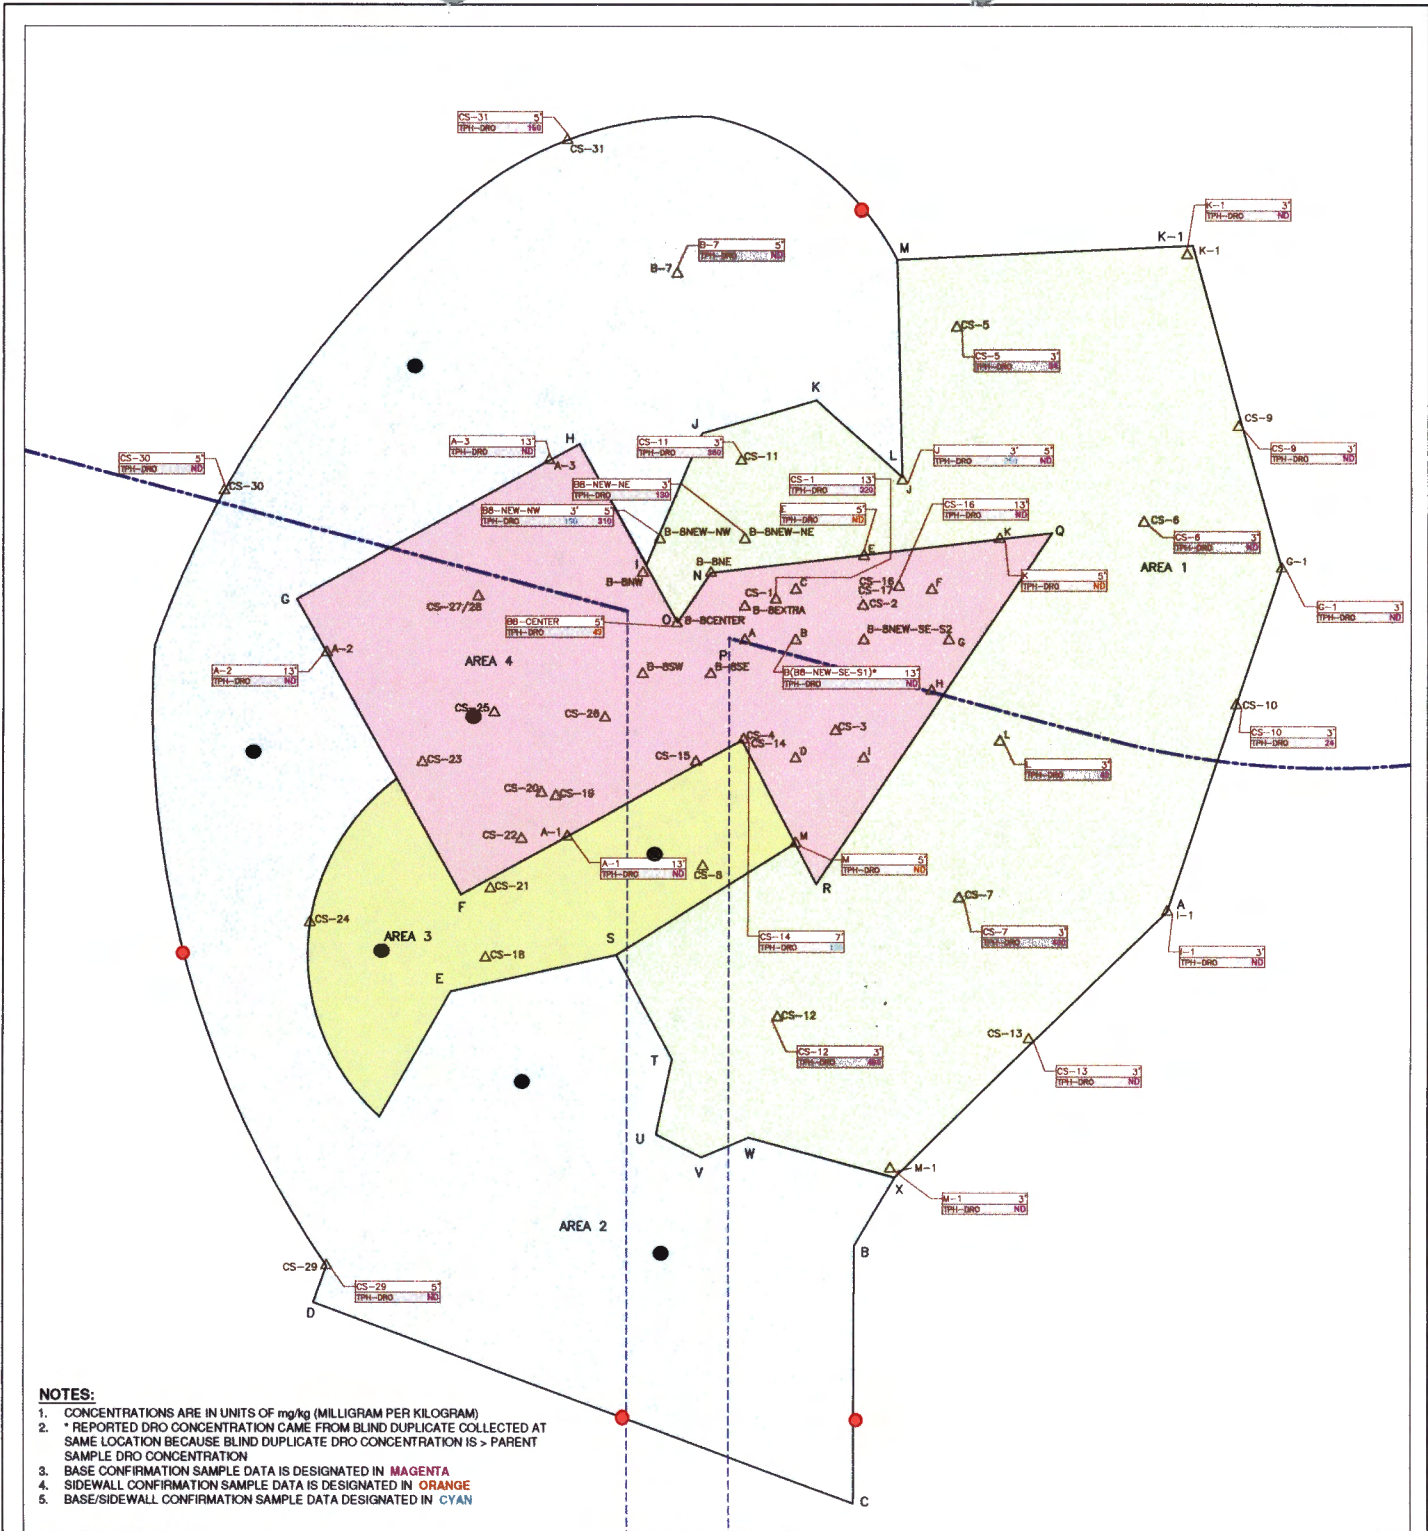 CS-31 5'
TPH-DRO 160
CS-31
K-1 3'
TPH-DRO ND
K-1
K-1
B-7 5'
TPH-DRO ND
B-7
M
CS-5
CS-5 3'
TPH-DRO
K
J
H
A-3 13'
TPH-DRO ND
A-3
CS-11 3'
TPH-DRO 360
CS-11
CS-9
CS-9 3'
TPH-DRO ND
CS-30 5'
TPH-DRO ND
CS-30
L
J 3' 5'
TPH-DRO ND
J
CS-1 13'
TPH-DRO 320
BB-NEW-NE 3'
TPH-DRO 130
BB-NEW-NW 3' 5'
TPH-DRO 150 310
E 5'
TPH-DRO ND
CS-16 13'
TPH-DRO ND
B-8NEW-NW
B-8NEW-NE
E
K
Q
CS-6
CS-6 3'
TPH-DRO ND
AREA 1
G-1
G-1 3'
TPH-DRO ND
I
B-8NW
N
B-8NE
K 5'
TPH-DRO ND
G
CS-27/28
CS-1
C
CS-16
CS-17
F
B-8EXTRA
CS-2
BB-CENTER 5'
TPH-DRO 49
O
B-8CENTER
A
B
B-8NEW-SE-S2
G
P
A-2
A-2 13'
TPH-DRO ND
AREA 4
B-8SW
B-8SE
B(BB-NEW-SE-S1)* 13'
TPH-DRO ND
H
CS-25
CS-26
CS-10
CS-10 3'
TPH-DRO 24
CS-3
CS-4
CS-14
L
L 3'
TPH-DRO
CS-23
CS-15
D
I
CS-20
CS-19
CS-22
A-1
A-1 13'
TPH-DRO ND
M
M 5'
TPH-DRO ND
CS-8
R
CS-21
F
CS-7
CS-7 3'
TPH-DRO
A
I-1
I-1 3'
TPH-DRO ND
CS-24
AREA 3
CS-18
S
CS-14 7'
TPH-DRO
E
CS-12
CS-12 3'
TPH-DRO
CS-13
CS-13 3'
TPH-DRO ND
T
U
V
W
M-1
X
M-1 3'
TPH-DRO ND
AREA 2
B
CS-29
CS-29 5'
TPH-DRO ND
D
C
NOTES:
1. CONCENTRATIONS ARE IN UNITS OF mg/kg (MILLIGRAM PER KILOGRAM)
2. * REPORTED DRO CONCENTRATION CAME FROM BLIND DUPLICATE COLLECTED AT
SAME LOCATION BECAUSE BLIND DUPLICATE DRO CONCENTRATION IS > PARENT
SAMPLE DRO CONCENTRATION
3. BASE CONFIRMATION SAMPLE DATA IS DESIGNATED IN MAGENTA
4. SIDEWALL CONFIRMATION SAMPLE DATA IS DESIGNATED IN ORANGE
5. BASE/SIDEWALL CONFIRMATION SAMPLE DATA DESIGNATED IN CYAN